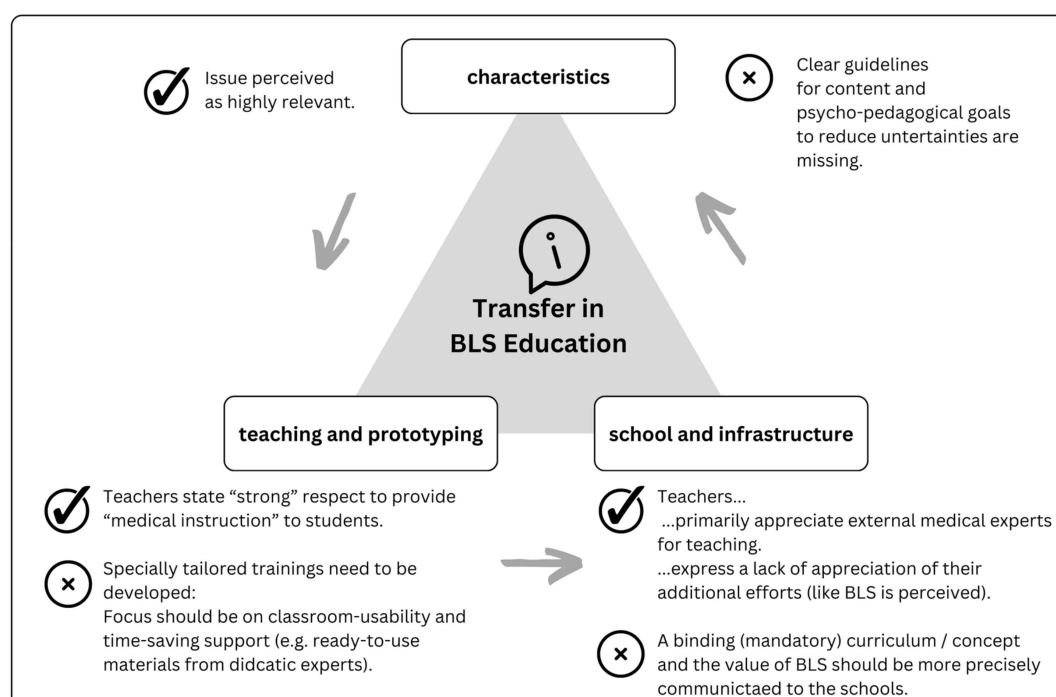 characteristics
Issue perceived
as highly relevant.
Clear guidelines
for content and
psycho-pedagogical goals
to reduce untertainties are
missing.
Transfer in
BLS Education
teaching and prototyping
Teachers state “strong” respect to provide
“medical instruction” to students.
Specially tailored trainings need to be
developed:
Focus should be on classroom-usability and
time-saving support (e.g. ready-to-use
materials from didcatic experts).
school and infrastructure
Teachers...
...primarily appreciate external medical experts
for teaching.
...express a lack of appreciation of their
additional efforts (like BLS is perceived).
A binding (mandatory) curriculum / concept
and the value of BLS should be more precisely
communictaed to the schools.